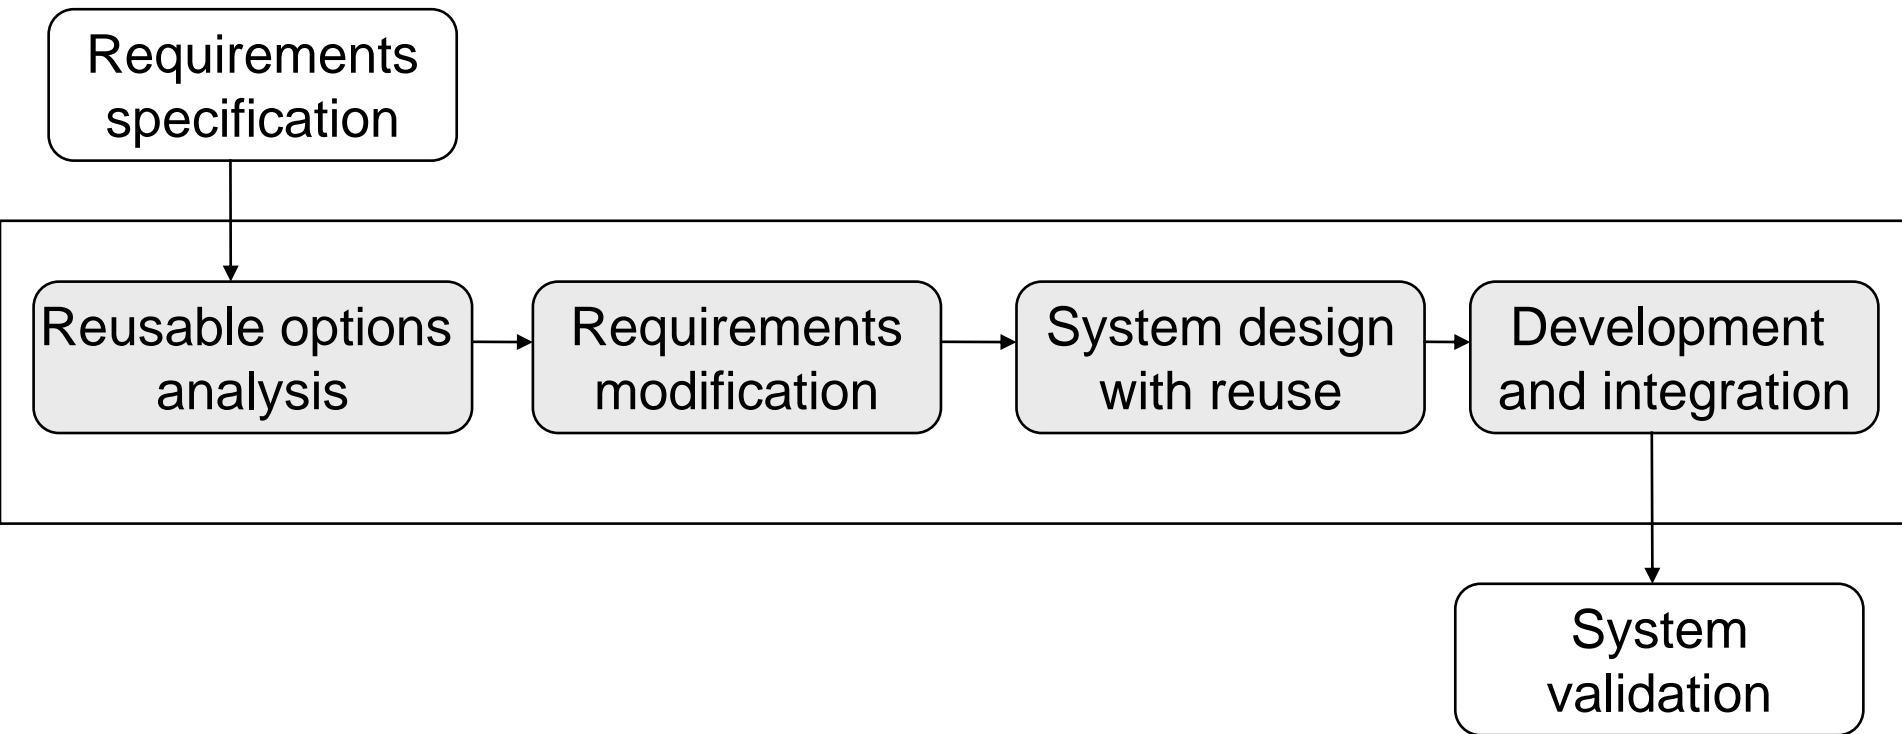 Requirements
specification
Reusable options
analysis
Requirements
modification
System design
with reuse
Development
and integration
System
validation